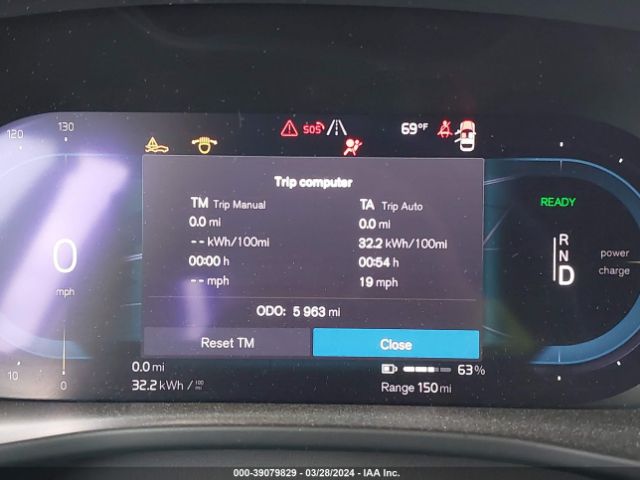 120 130 SOS 69°F
Trip computer
TM Trip Manual TA Trip Auto
0.0 mi 0.0 mi
-- kWh/100mi 32.2 kWh/100mi
00:00 h 00:54 h
-- mph 19 mph
ODO: 5 963 mi
Reset TM Close
0
mph
READY
R
N
D
power
charge
10 0
0.0 mi 63%
32.2 kWh / 100 mi Range 150 mi
000-39079829 - 03/28/2024 - IAA Inc.